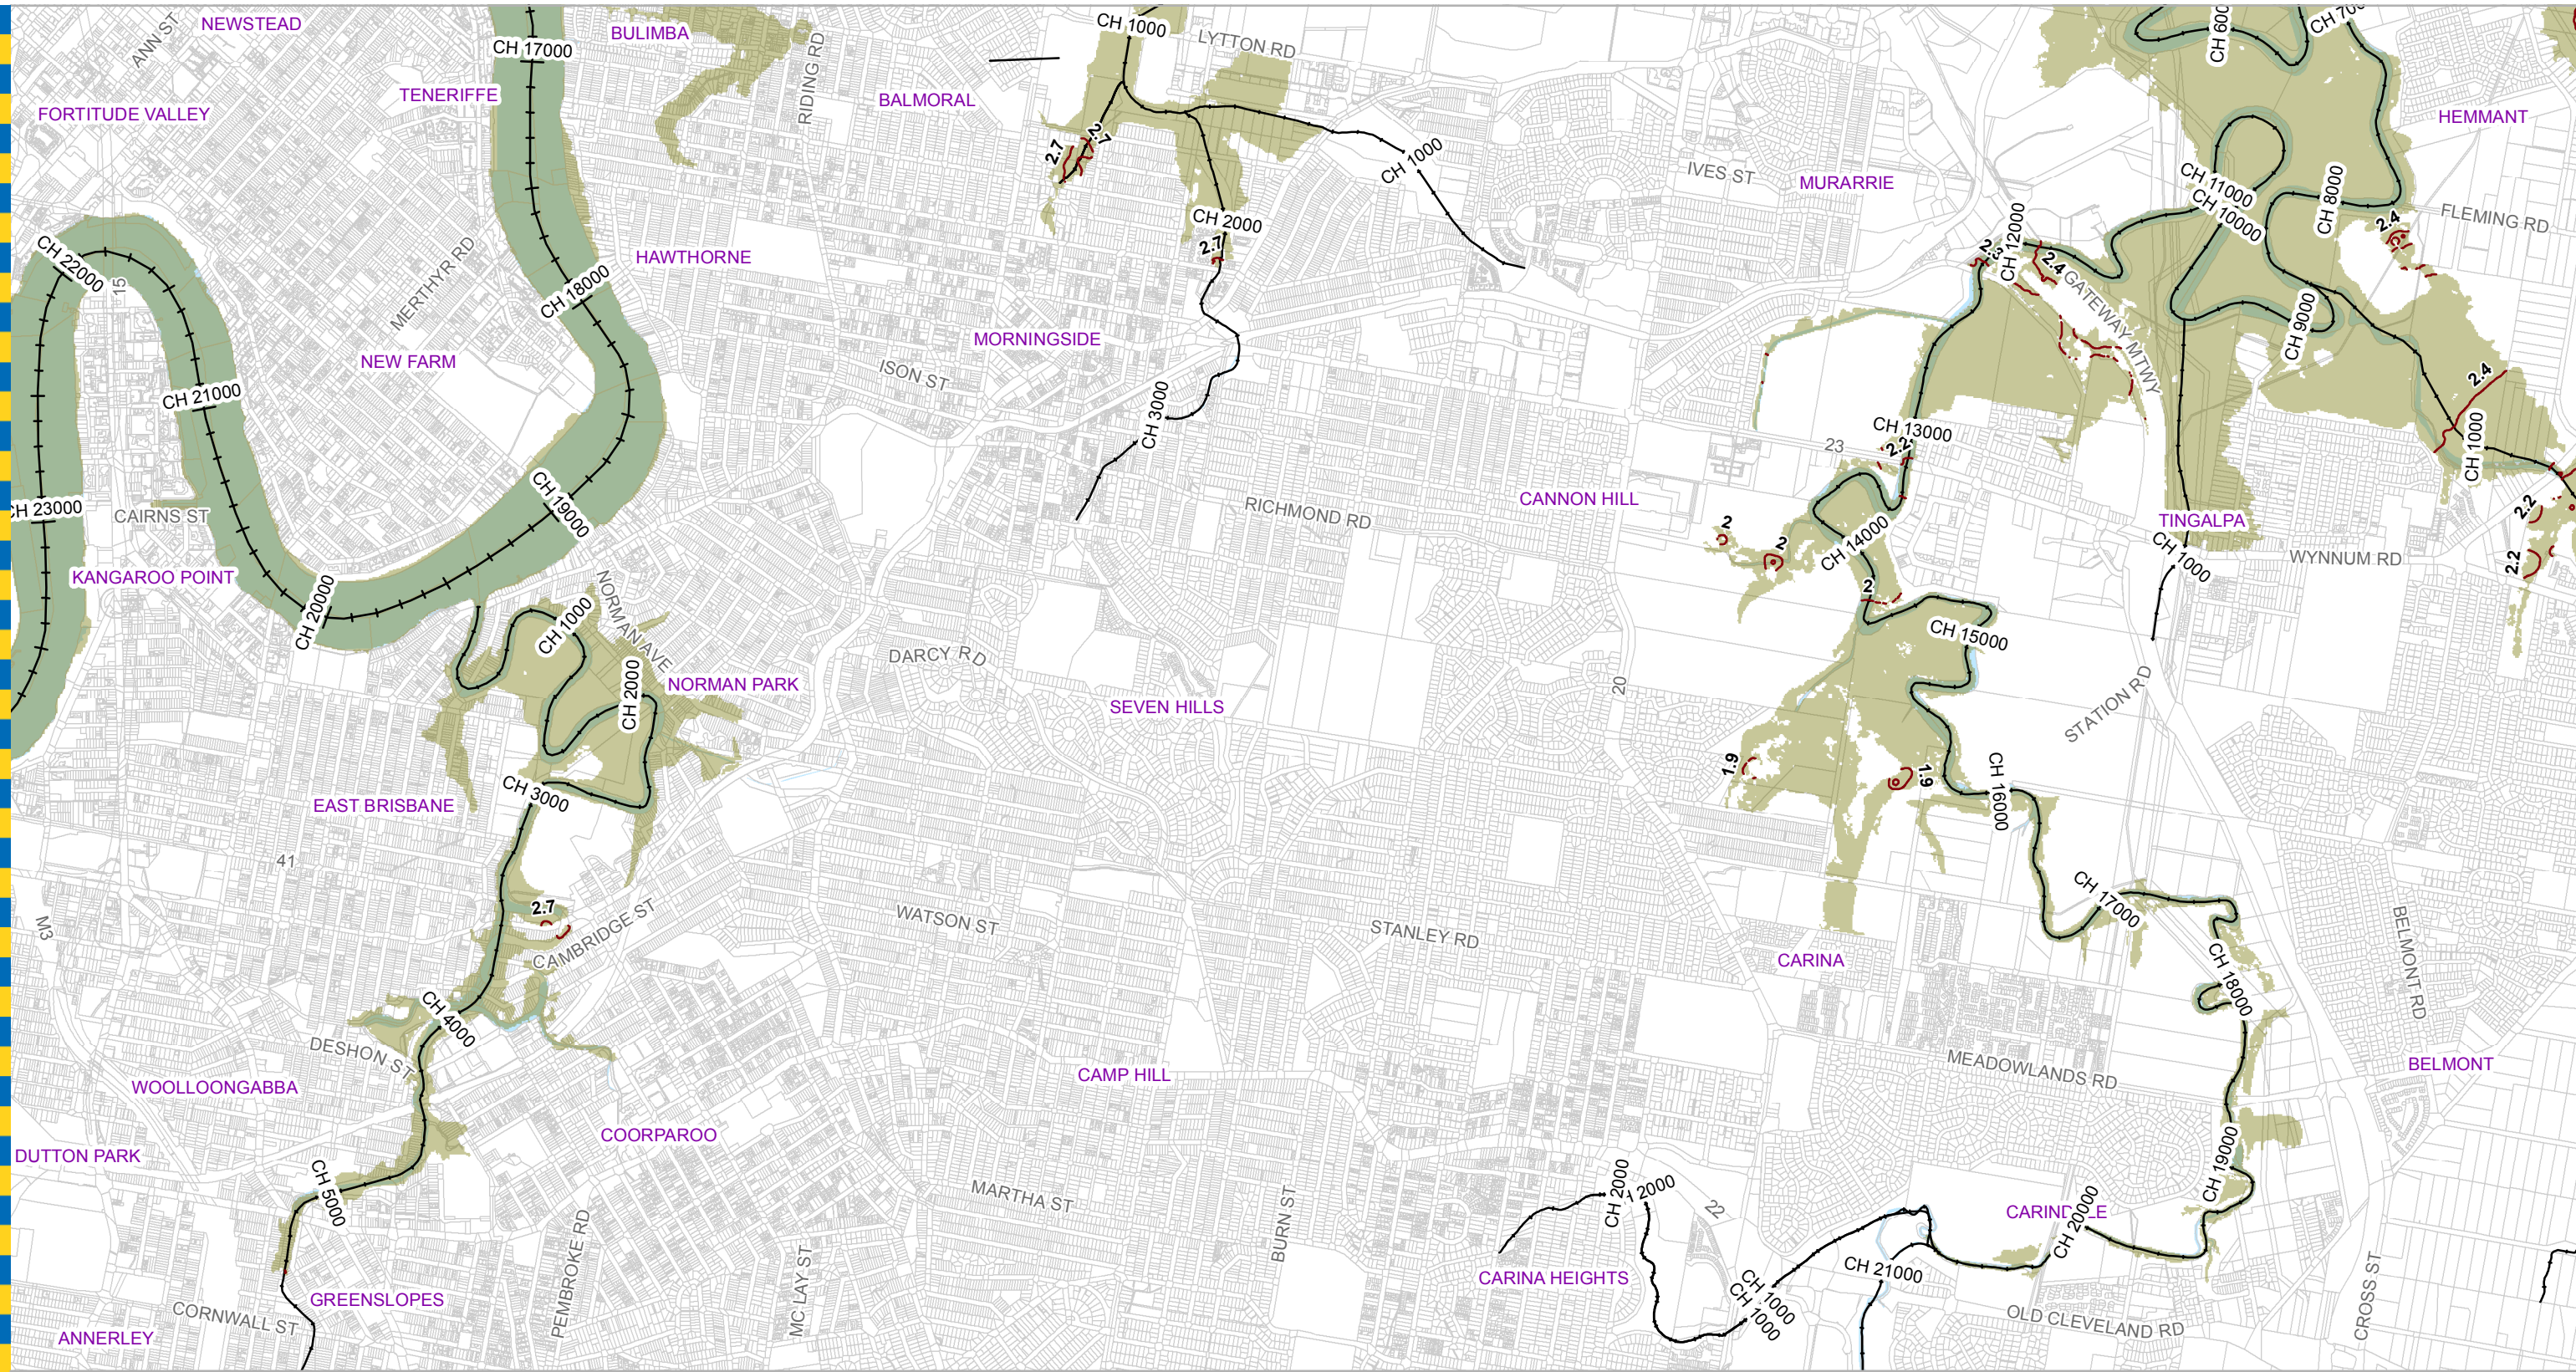 NEWSTEAD
ANN ST
CH 17000
BULIMBA
RIDING RD
CH 1000
LYTTON RD
CH 600
CH 700
FORTITUDE VALLEY
TENERIFFE
BALMORAL
HEMMANT
2.7
2.7
CH 1000
IVES ST
MURARRIE
CH 11000
CH 10000
CH 8000
2.4
FLEMING RD
CH 22000
15
MERTHYR RD
HAWTHORNE
CH 18000
CH 2000
2.7
2.3
CH 12000
2.4
GATEWAY MTWY
CH 9000
NEW FARM
MORNINGSIDE
ISON ST
CH 21000
CH 3000
2.4
CH 13000
23
2.2
CH 1000
CH 23000
CAIRNS ST
CH 19000
RICHMOND RD
CANNON HILL
2
2
CH 14000
TINGALPA
CH 1000
WYNNUM RD
2.2
2.2
KANGAROO POINT
CH 20000
CH 1000
NORMAN AVE
2
CH 15000
DARCY RD
CH 2000
NORMAN PARK
SEVEN HILLS
20
STATION RD
1.9
1.9
CH 16000
CH 3000
EAST BRISBANE
41
2.7
M3
CAMBRIDGE ST
WATSON ST
STANLEY RD
CH 17000
BELMONT RD
CARINA
CH 18000
CH 4000
DESHON ST
WOOLLOONGABBA
CAMP HILL
MEADOWLANDS RD
BELMONT
COORPAROO
DUTTON PARK
CH 5000
MARTHA ST
BURN ST
CH 2000
2000
22
CH 19000
CH 20000
PEMBROKE RD
MC LAY ST
CARINA HEIGHTS
CH 21000
CH 1000
CH 1000
CROSS ST
GREENSLOPES
CORNWALL ST
ANNERLEY
OLD CLEVELAND RD